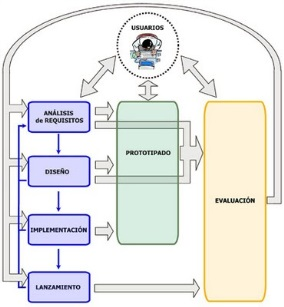 USUARIOS
ANÁLISIS
de REQUISITOS
PROTOTIPADO
DISEÑO
EVALUACIÓN
IMPLEMENTACIÓN
LANZAMIENTO